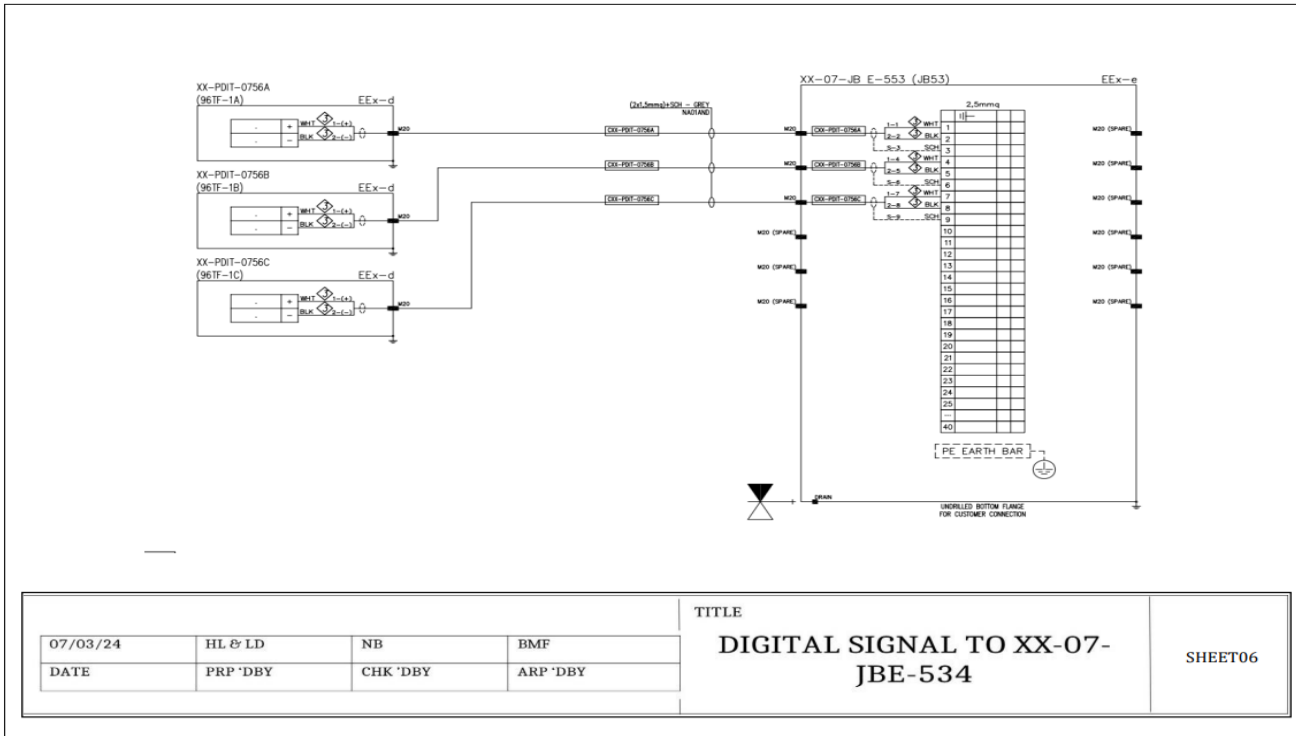 XX-PDIT-0756A
(96TF-1A)
EEx-d
+ WHT 1-(+)
- BLK 2-(-)
M20
XX-PDIT-0756B
(96TF-1B)
EEx-d
+ WHT 1-(+)
- BLK 2-(-)
M20
XX-PDIT-0756C
(96TF-1C)
EEx-d
+ WHT 1-(+)
- BLK 2-(-)
M20
(2x1,5mmq)+SCH - GREY
CXX-PDIT-0756A
CXX-PDIT-0756B
CXX-PDIT-0756C
XX-07-JB E-553 (JB53)
EEx-e
2,5mmq
M20 CXX-PDIT-0756A
1-1 WHT 1
2-2 BLK 2
S-3 SCH 3
M20 CXX-PDIT-0756B
1-4 WHT 4
2-5 BLK 5
S-6 SCH 6
M20 CXX-PDIT-0756C
1-7 WHT 7
2-8 BLK 8
S-9 SCH 9
10
11
12
13
14
15
16
17
18
19
20
21
22
23
24
25
...
40
M20 (SPARE)
M20 (SPARE)
M20 (SPARE)
M20 (SPARE)
M20 (SPARE)
M20 (SPARE)
M20 (SPARE)
M20 (SPARE)
M20 (SPARE)
PE EARTH BAR
DRAIN
UNDRILLED BOTTOM FLANGE
FOR CUSTOMER CONNECTION
07/03/24 HL & LD NB BMF
DATE PRP 'DBY CHK 'DBY ARP 'DBY
TITLE
DIGITAL SIGNAL TO XX-07-
JBE-534
SHEET06